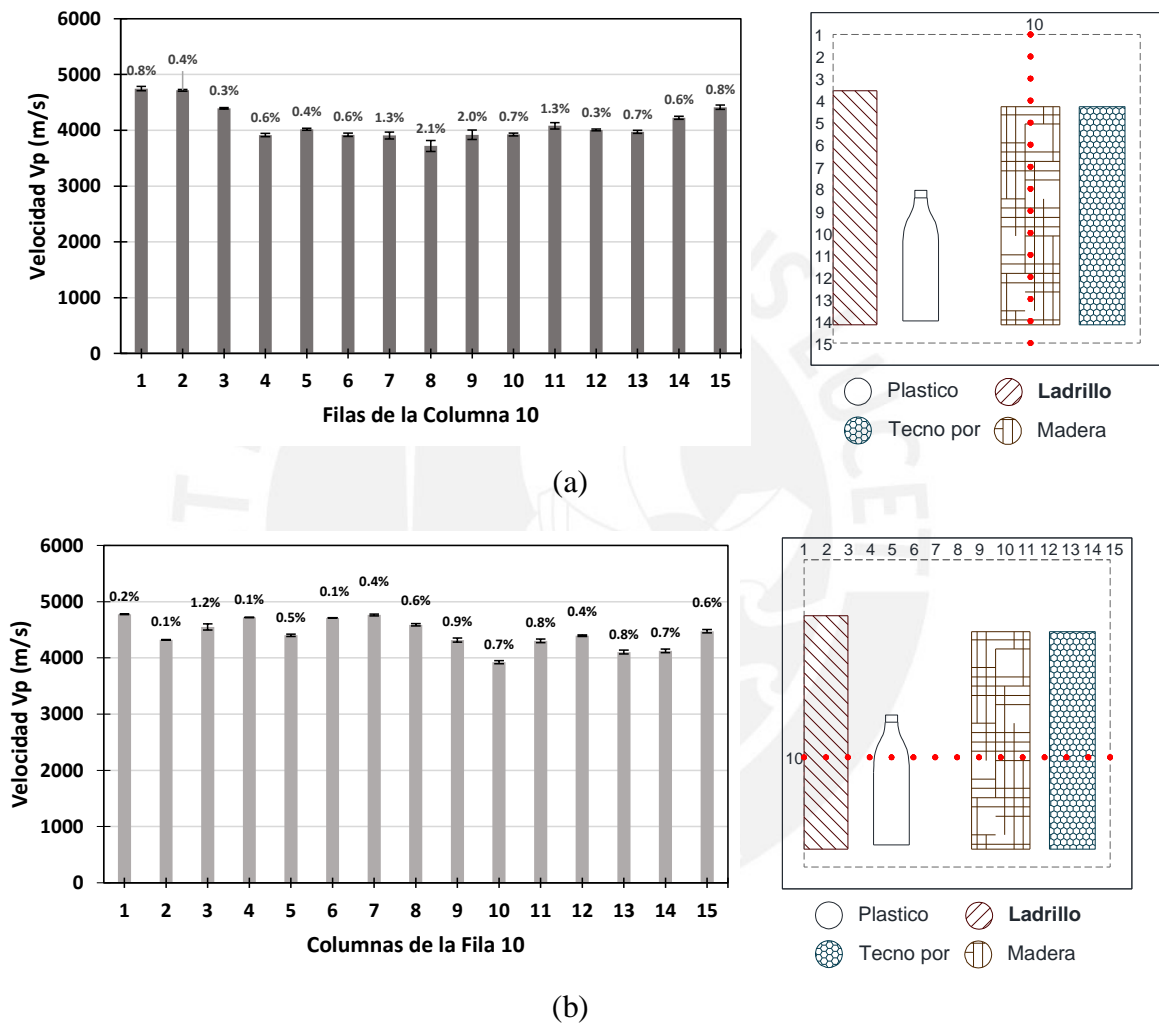 6000
5000
4000
3000
2000
1000
0
Velocidad Vp (m/s)
0.8% 0.4% 0.3% 0.6% 0.4% 0.6% 1.3% 2.1% 2.0% 0.7% 1.3% 0.3% 0.7% 0.6% 0.8%
1 2 3 4 5 6 7 8 9 10 11 12 13 14 15
Filas de la Columna 10
10
1
2
3
4
5
6
7
8
9
10
11
12
13
14
15
Plastico Ladrillo
Tecno por Madera
(a)
6000
5000
4000
3000
2000
1000
0
Velocidad Vp (m/s)
0.2% 0.1% 1.2% 0.1% 0.5% 0.1% 0.4% 0.6% 0.9% 0.7% 0.8% 0.4% 0.8% 0.7% 0.6%
1 2 3 4 5 6 7 8 9 10 11 12 13 14 15
Columnas de la Fila 10
1 2 3 4 5 6 7 8 9 10 11 12 13 14 15
10
Plastico Ladrillo
Tecno por Madera
(b)